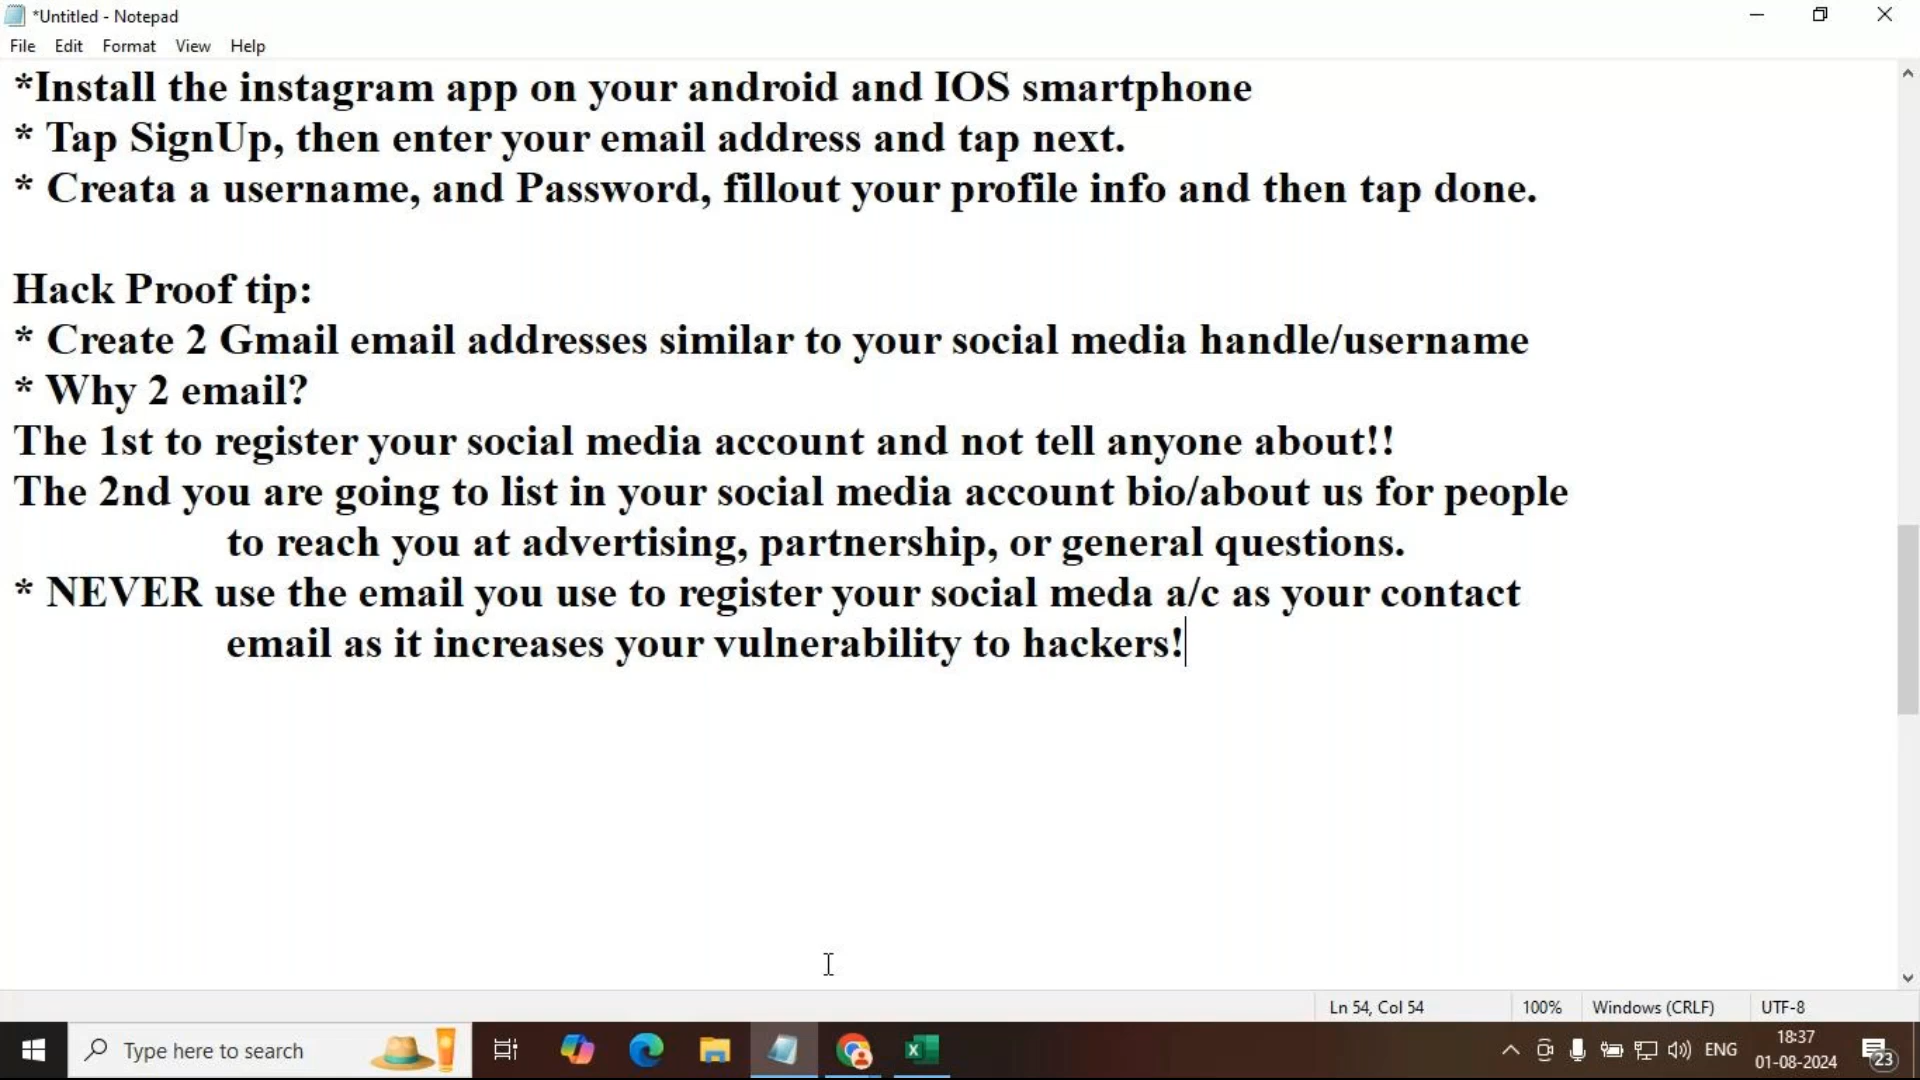 *Untitled - Notepad
File Edit Format View Help
*Install the instagram app on your android and IOS smartphone
* Tap SignUp, then enter your email address and tap next.
* Creata a username, and Password, fillout your profile info and then tap done.
Hack Proof tip:
* Create 2 Gmail email addresses similar to your social media handle/username
* Why 2 email?
The 1st to register your social media account and not tell anyone about!!
The 2nd you are going to list in your social media account bio/about us for people
to reach you at advertising, partnership, or general questions.
* NEVER use the email you use to register your social meda a/c as your contact
email as it increases your vulnerability to hackers!
Ln 54, Col 54 100% Windows (CRLF) UTF-8
Type here to search
ENG
18:37
01-08-2024
23